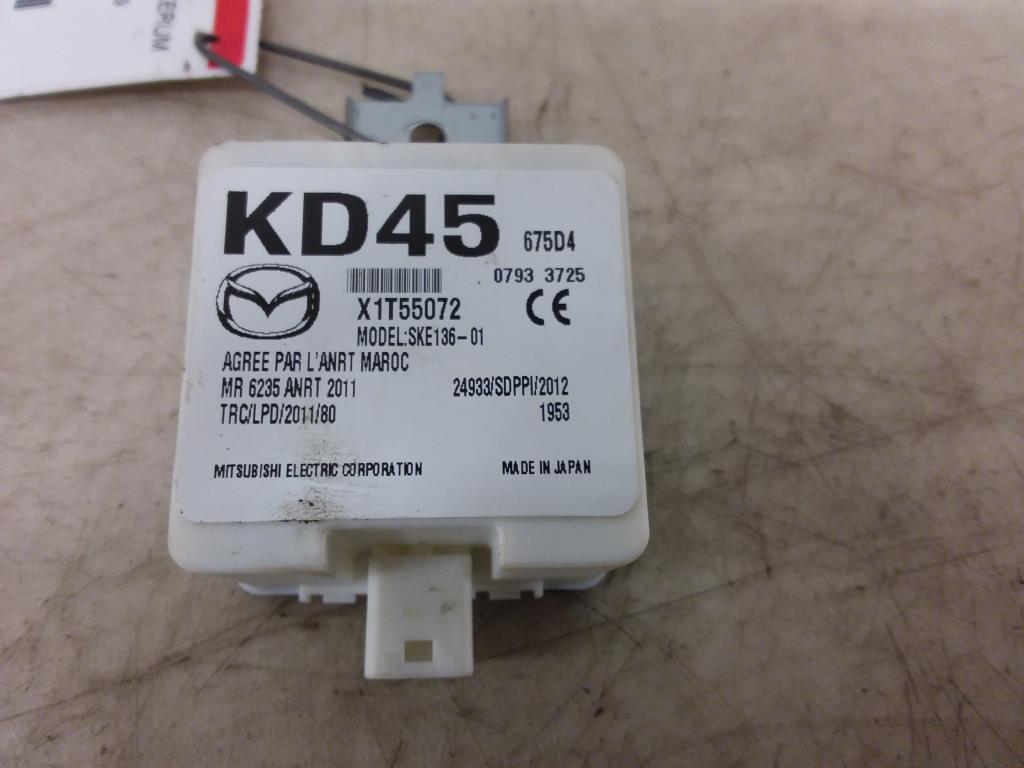 ERUM
KD45 675D4
0793 3725
X1T55072
CE
MODEL:SKE136-01
AGREE PAR L'ANRT MAROC
MR 6235 ANRT 2011 24933/SDPPI/2012
TRC/LPD/2011/80 1953
MITSUBISHI ELECTRIC CORPORATION MADE IN JAPAN